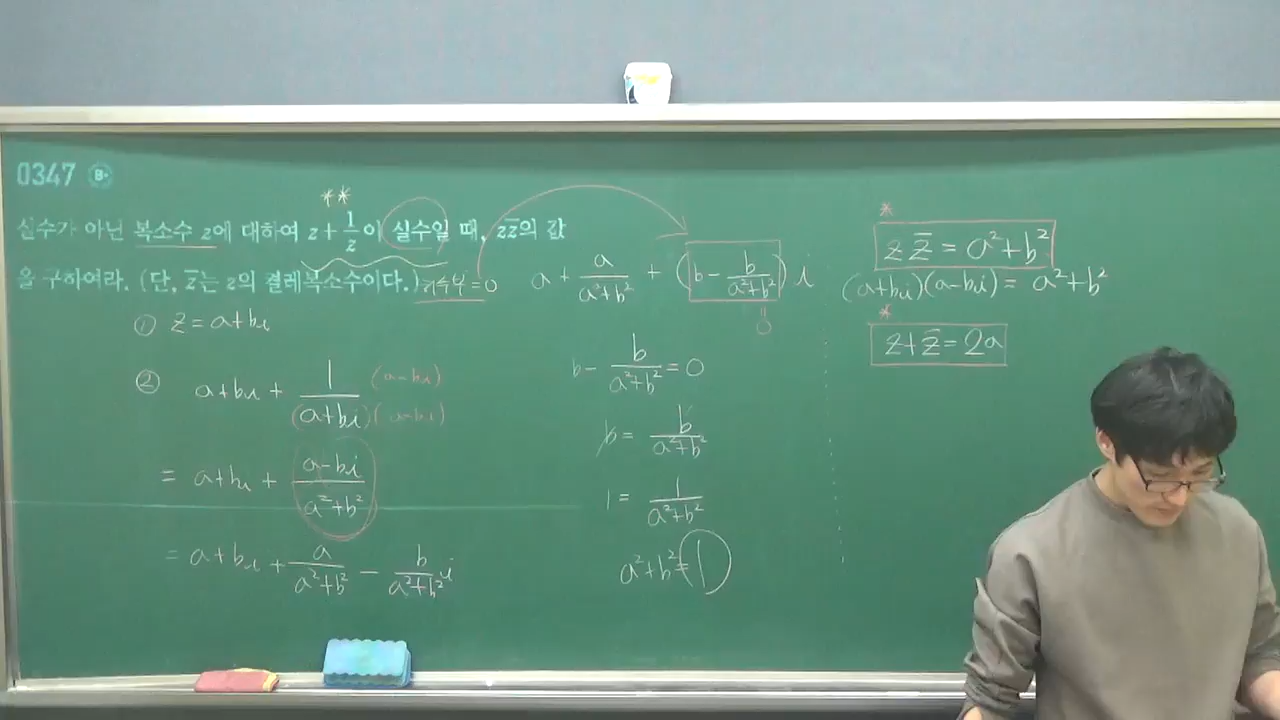 0347 B+
실수가 아닌 복소수 z에 대하여 z + 1/z 이 실수일 때, zz̄의 값
을 구하여라. (단, z̄는 z의 켤레복소수이다.)
허수부 = 0
① z = a+bi
② a+bi + 1/(a+bi) (a-bi)/(a-bi)
= a+bi + (a-bi)/(a²+b²)
= a+bi + a/(a²+b²) - b/(a²+b²) i
a + a/(a²+b²) + (b - b/(a²+b²)) i
0
b - b/(a²+b²) = 0
b = b/(a²+b²)
1 = 1/(a²+b²)
a²+b² = 1
z z̄ = a²+b²
(a+bi)(a-bi) = a²+b²
z+z̄ = 2a